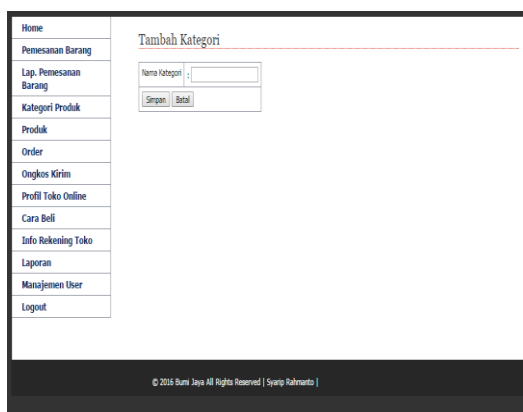 Home
Pemesanan Barang
Lap. Pemesanan
Barang
Kategori Produk
Produk
Order
Ongkos Kirim
Profil Toko Online
Cara Beli
Info Rekening Toko
Laporan
Manajemen User
Logout
Tambah Kategori
Nama Kategori :
Simpan Batal
© 2016 Bumi Jaya All Rights Reserved | Syarip Rahmanto |